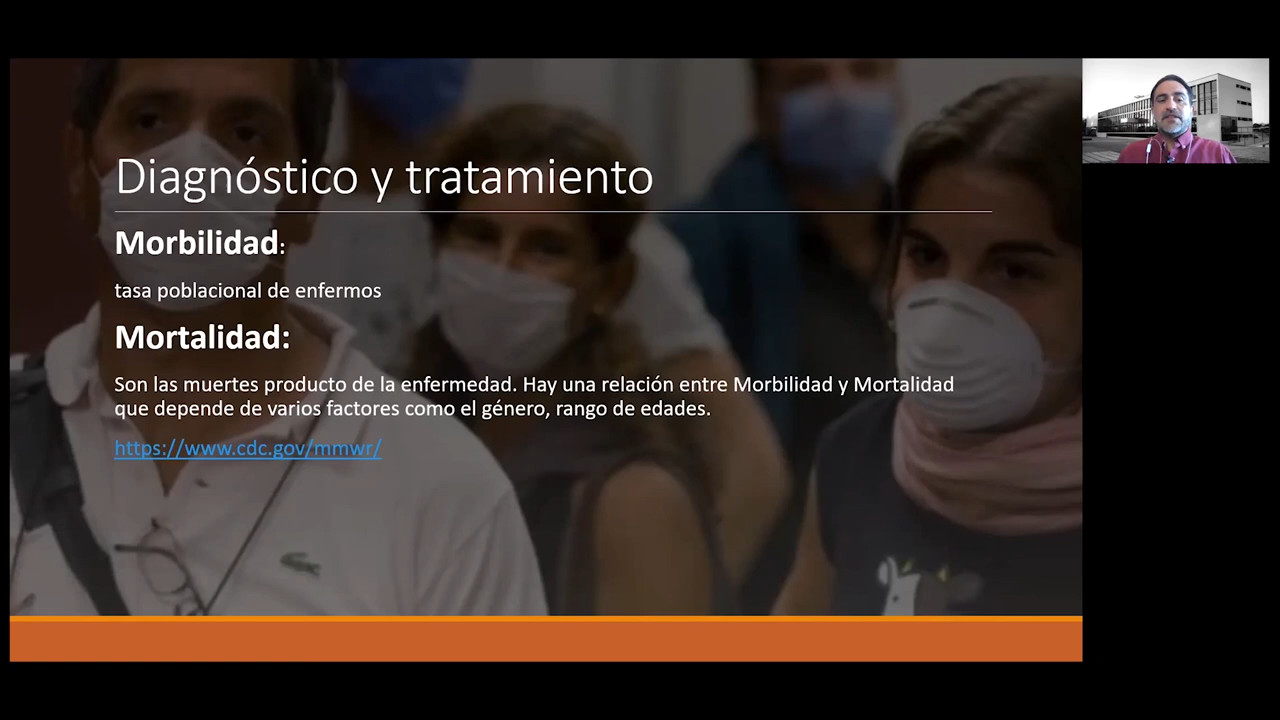 Diagnóstico y tratamiento
Morbilidad:
tasa poblacional de enfermos
Mortalidad:
Son las muertes producto de la enfermedad. Hay una relación entre Morbilidad y Mortalidad
que depende de varios factores como el género, rango de edades.
https://www.cdc.gov/mmwr/